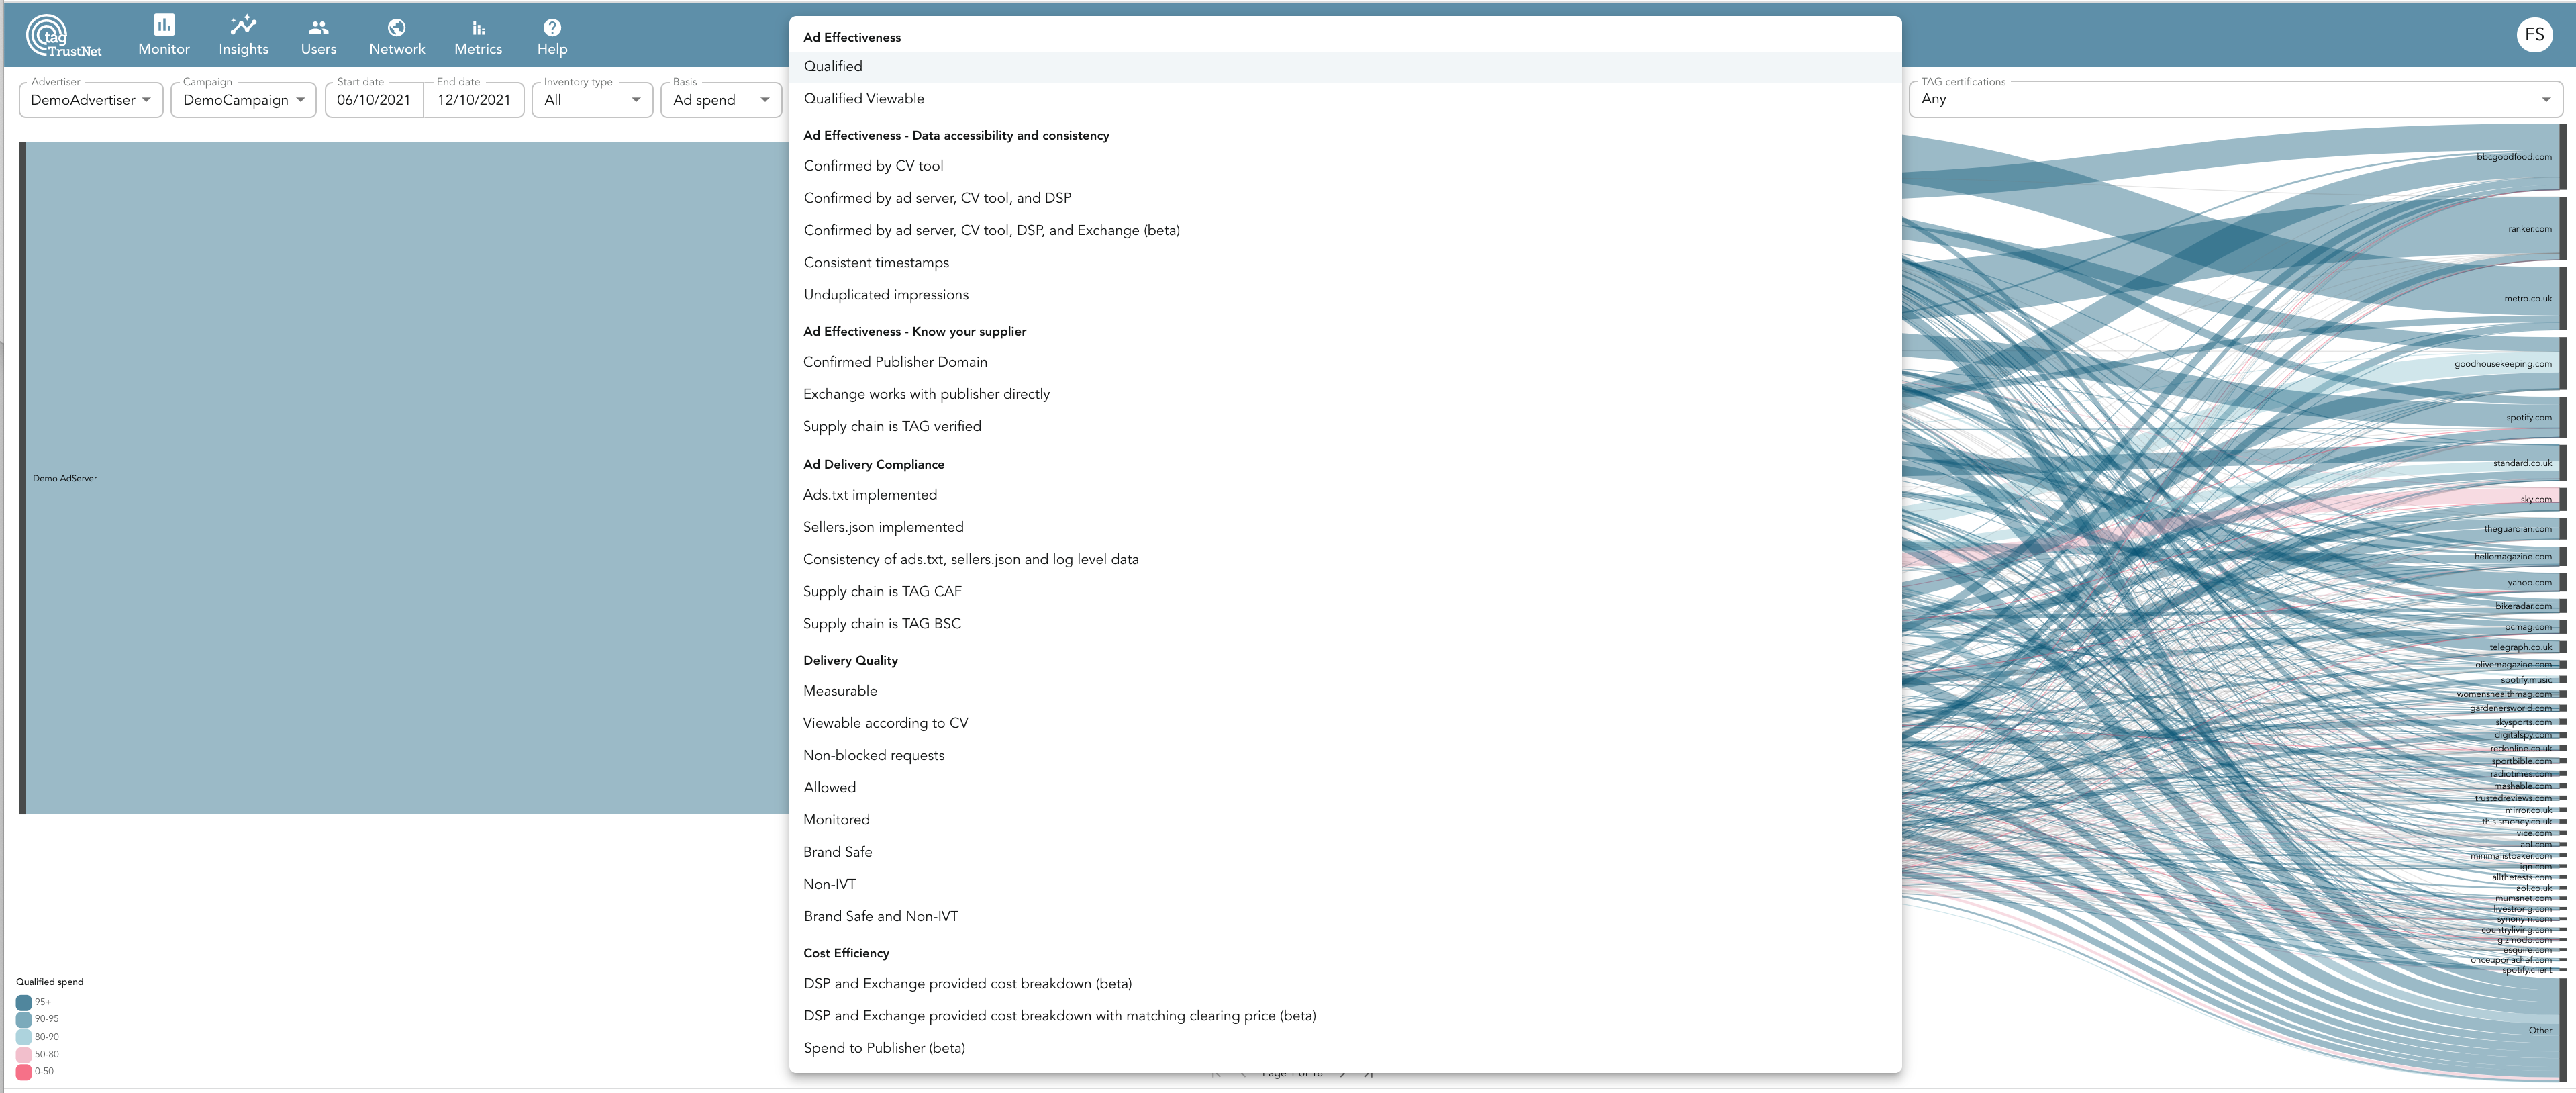 tag
TrustNet
Monitor
Insights
Users
Network
Metrics
Help
FS
Advertiser
DemoAdvertiser
Campaign
DemoCampaign
Start date
06/10/2021
End date
12/10/2021
Inventory type
All
Basis
Ad spend
TAG certifications
Any
Ad Effectiveness
Qualified
Qualified Viewable
Ad Effectiveness - Data accessibility and consistency
Confirmed by CV tool
Confirmed by ad server, CV tool, and DSP
Confirmed by ad server, CV tool, DSP, and Exchange (beta)
Consistent timestamps
Unduplicated impressions
Ad Effectiveness - Know your supplier
Confirmed Publisher Domain
Exchange works with publisher directly
Supply chain is TAG verified
Ad Delivery Compliance
Ads.txt implemented
Sellers.json implemented
Consistency of ads.txt, sellers.json and log level data
Supply chain is TAG CAF
Supply chain is TAG BSC
Delivery Quality
Measurable
Viewable according to CV
Non-blocked requests
Allowed
Monitored
Brand Safe
Non-IVT
Brand Safe and Non-IVT
Cost Efficiency
DSP and Exchange provided cost breakdown (beta)
DSP and Exchange provided cost breakdown with matching clearing price (beta)
Spend to Publisher (beta)
Demo AdServer
bbcgoodfood.com
ranker.com
metro.co.uk
goodhousekeeping.com
spotify.com
standard.co.uk
sky.com
theguardian.com
hellomagazine.com
yahoo.com
bikeradar.com
pcmag.com
telegraph.co.uk
olivemagazine.com
spotify.music
womenshealthmag.com
gardenersworld.com
skysports.com
digitalspy.com
redonline.co.uk
sportbible.com
radiotimes.com
mashable.com
trustedreviews.com
mirror.co.uk
thisismoney.co.uk
vice.com
aol.com
minimalistbaker.com
ign.com
allthetests.com
aol.co.uk
mumsnet.com
livestrong.com
synonym.com
countryliving.com
gizmodo.com
esquire.com
onceuponachef.com
spotify.client
Other
Qualified spend
95+
90-95
80-90
50-80
0-50